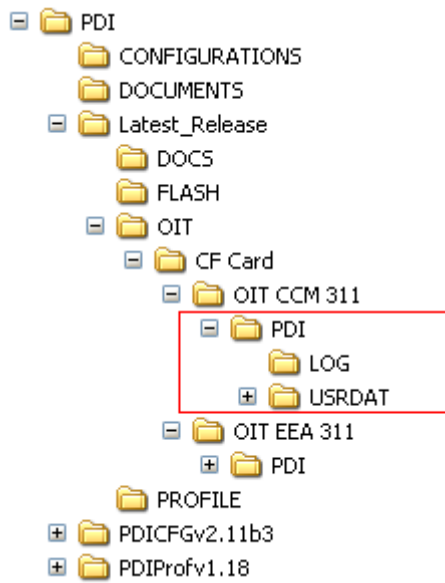 PDI
CONFIGURATIONS
DOCUMENTS
Latest_Release
DOCS
FLASH
OIT
CF Card
OIT CCM 311
PDI
LOG
USRDAT
OIT EEA 311
PDI
PROFILE
PDICFGv2.11b3
PDIProfv1.18